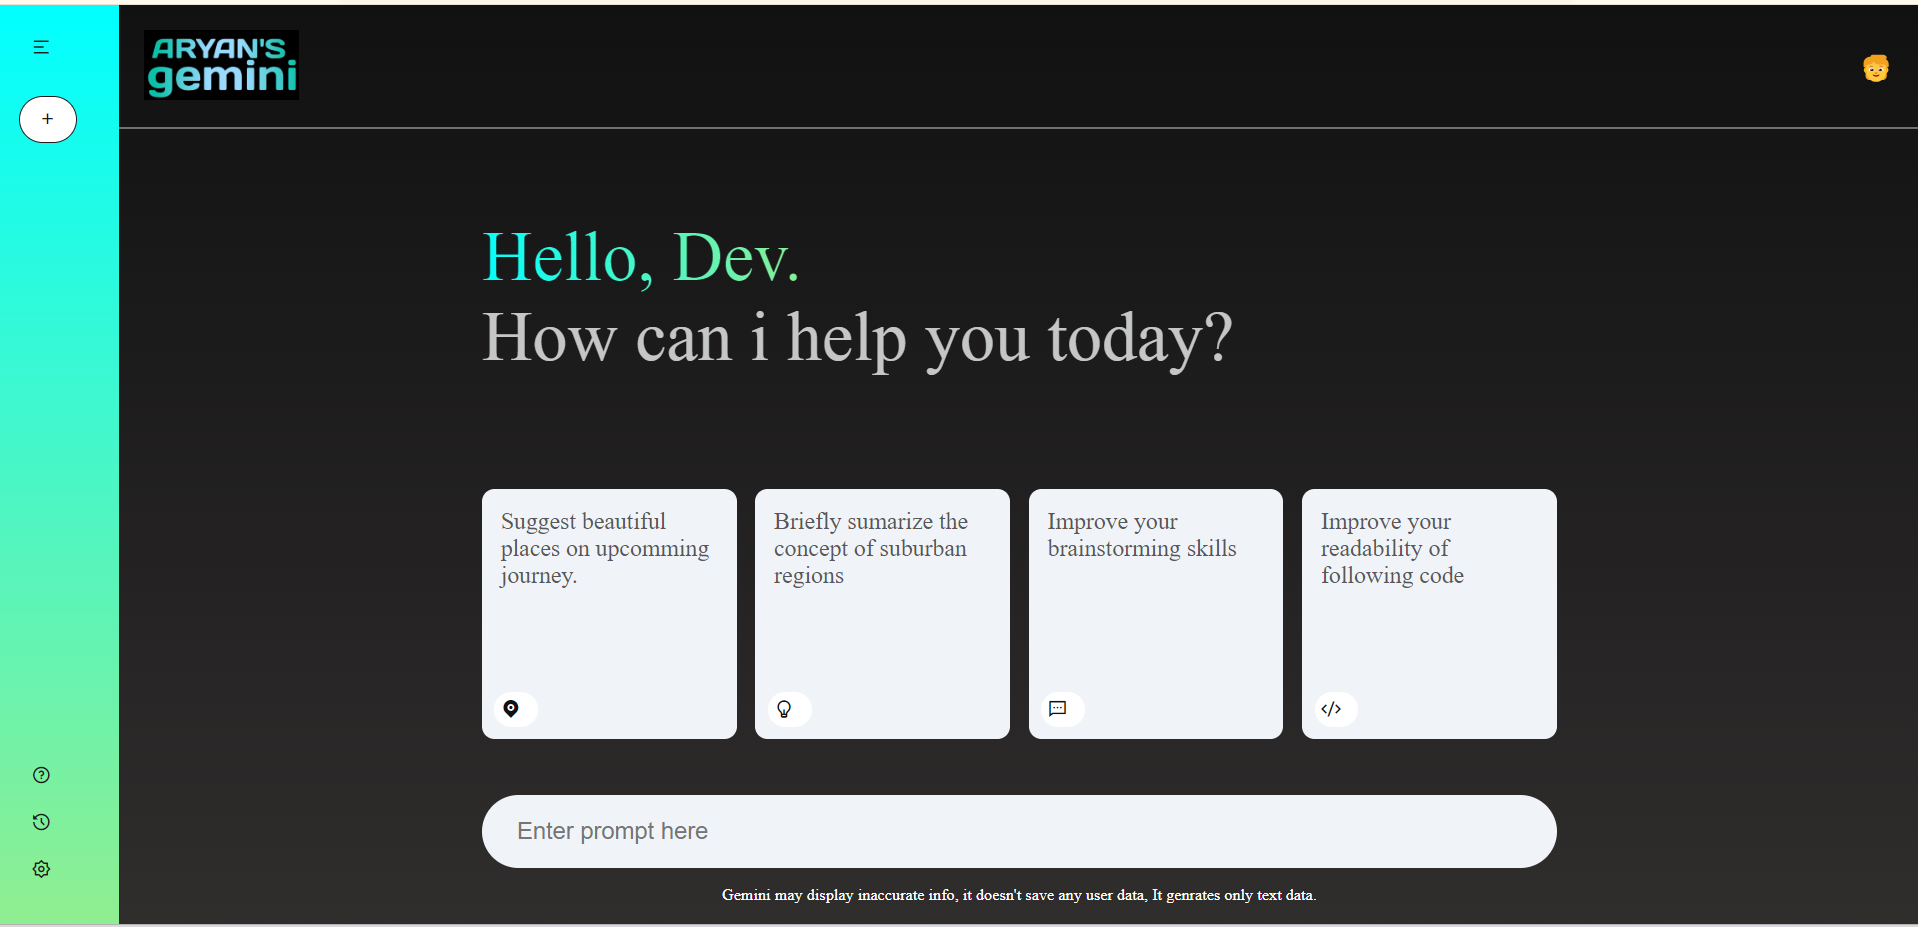 ARYAN'S
gemini
+
Hello, Dev.
How can i help you today?
Suggest beautiful
places on upcomming
journey.
Briefly sumarize the
concept of suburban
regions
Improve your
brainstorming skills
Improve your
readability of
following code
Enter prompt here
Gemini may display inaccurate info, it doesn't save any user data, It genrates only text data.